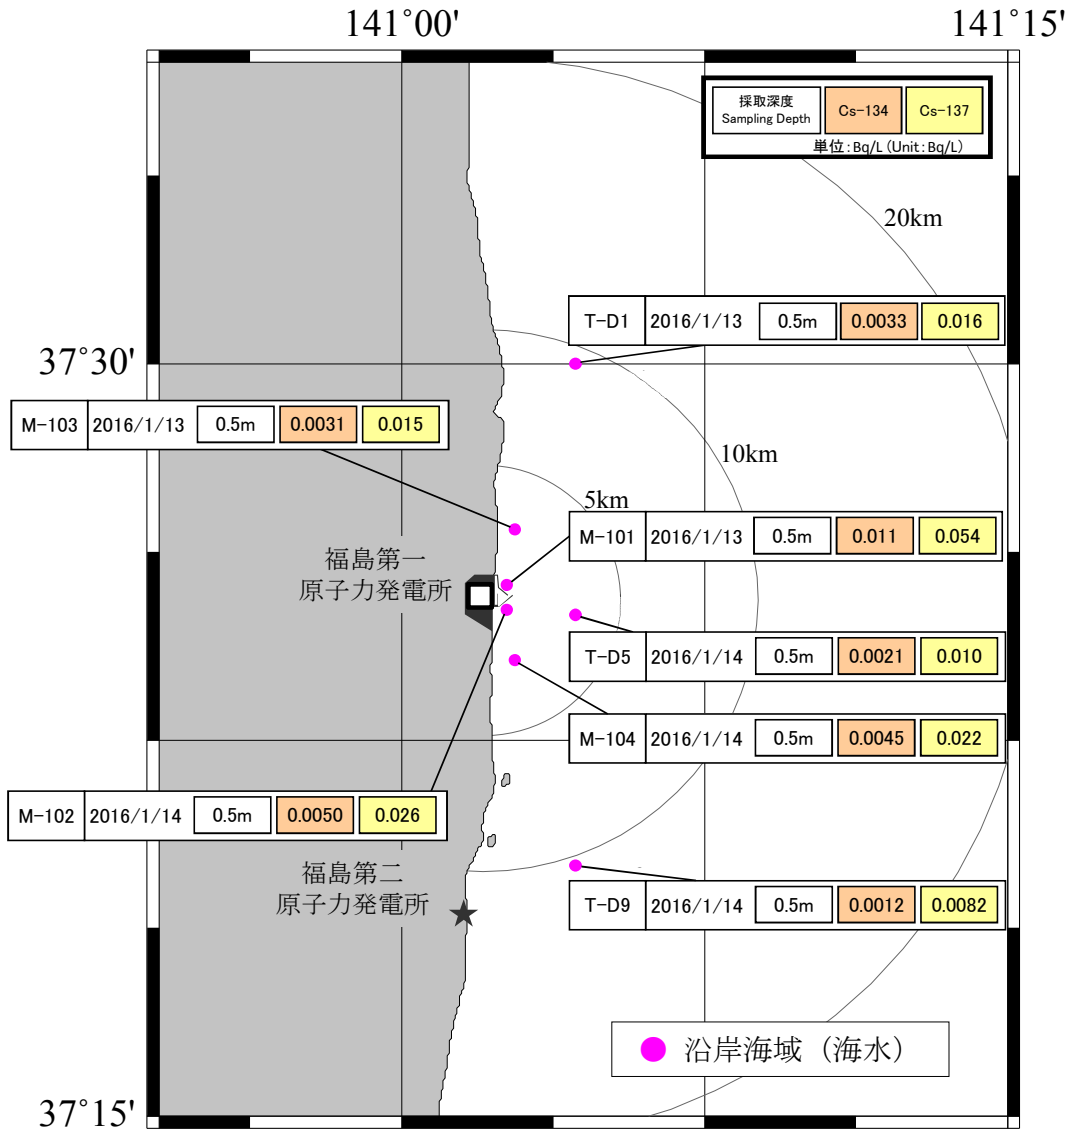 141°00'
141°15'
採取深度
Sampling Depth
Cs-134
Cs-137
単位:Bq/L (Unit:Bq/L)
20km
T-D1 2016/1/13 0.5m 0.0033 0.016
37°30'
M-103 2016/1/13 0.5m 0.0031 0.015
10km
5km
M-101 2016/1/13 0.5m 0.011 0.054
福島第一
原子力発電所
T-D5 2016/1/14 0.5m 0.0021 0.010
M-104 2016/1/14 0.5m 0.0045 0.022
M-102 2016/1/14 0.5m 0.0050 0.026
福島第二
原子力発電所
T-D9 2016/1/14 0.5m 0.0012 0.0082
沿岸海域（海水）
37°15'